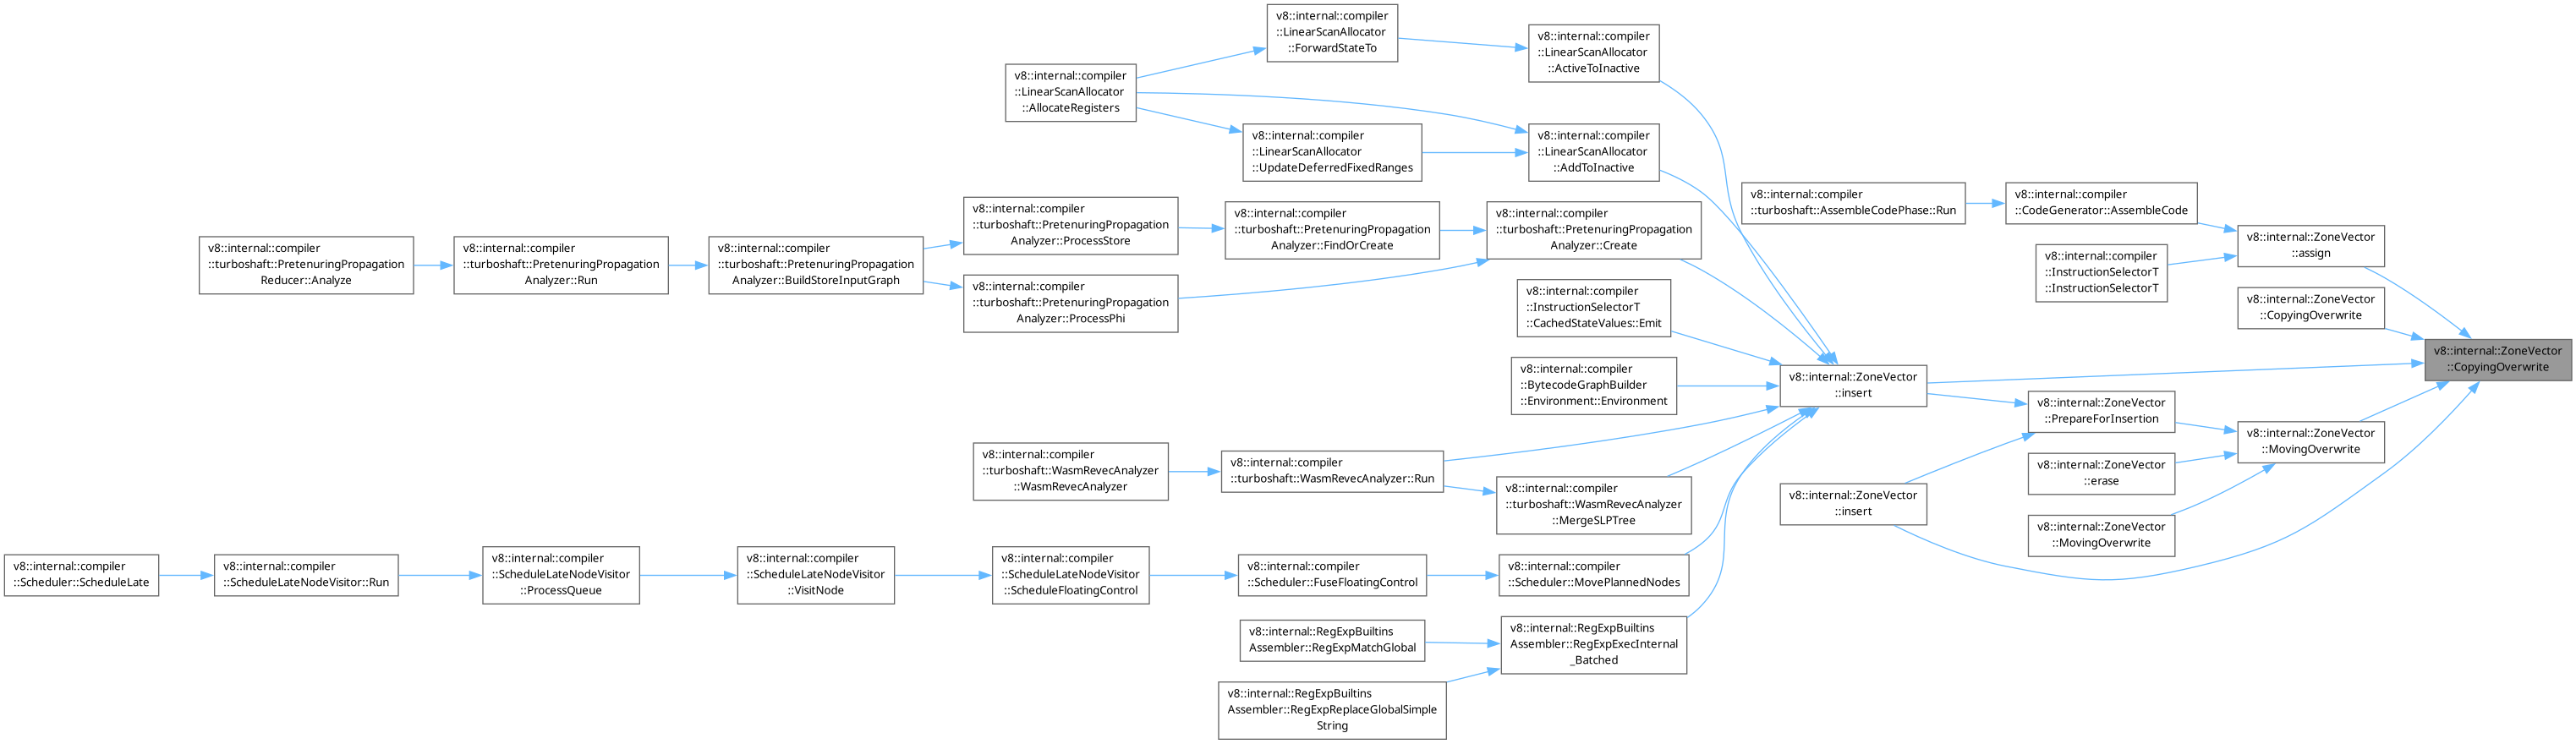 v8::internal::compiler
::LinearScanAllocator
::ForwardStateTo
v8::internal::compiler
::LinearScanAllocator
::ActiveToInactive
v8::internal::compiler
::LinearScanAllocator
::AllocateRegisters
v8::internal::compiler
::LinearScanAllocator
::UpdateDeferredFixedRanges
v8::internal::compiler
::LinearScanAllocator
::AddToInactive
v8::internal::compiler
::turboshaft::AssembleCodePhase::Run
v8::internal::compiler
::CodeGenerator::AssembleCode
v8::internal::compiler
::turboshaft::PretenuringPropagation
Reducer::Analyze
v8::internal::compiler
::turboshaft::PretenuringPropagation
Analyzer::Run
v8::internal::compiler
::turboshaft::PretenuringPropagation
Analyzer::BuildStoreInputGraph
v8::internal::compiler
::turboshaft::PretenuringPropagation
Analyzer::ProcessStore
v8::internal::compiler
::turboshaft::PretenuringPropagation
Analyzer::FindOrCreate
v8::internal::compiler
::turboshaft::PretenuringPropagation
Analyzer::Create
v8::internal::ZoneVector
::assign
v8::internal::compiler
::InstructionSelectorT
::InstructionSelectorT
v8::internal::compiler
::turboshaft::PretenuringPropagation
Analyzer::ProcessPhi
v8::internal::compiler
::InstructionSelectorT
::CachedStateValues::Emit
v8::internal::ZoneVector
::CopyingOverwrite
v8::internal::ZoneVector
::CopyingOverwrite
v8::internal::compiler
::BytecodeGraphBuilder
::Environment::Environment
v8::internal::ZoneVector
::insert
v8::internal::ZoneVector
::PrepareForInsertion
v8::internal::ZoneVector
::MovingOverwrite
v8::internal::compiler
::turboshaft::WasmRevecAnalyzer
::WasmRevecAnalyzer
v8::internal::compiler
::turboshaft::WasmRevecAnalyzer::Run
v8::internal::compiler
::turboshaft::WasmRevecAnalyzer
::MergeSLPTree
v8::internal::ZoneVector
::insert
v8::internal::ZoneVector
::erase
v8::internal::ZoneVector
::MovingOverwrite
v8::internal::compiler
::Scheduler::ScheduleLate
v8::internal::compiler
::ScheduleLateNodeVisitor::Run
v8::internal::compiler
::ScheduleLateNodeVisitor
::ProcessQueue
v8::internal::compiler
::ScheduleLateNodeVisitor
::VisitNode
v8::internal::compiler
::ScheduleLateNodeVisitor
::ScheduleFloatingControl
v8::internal::compiler
::Scheduler::FuseFloatingControl
v8::internal::compiler
::Scheduler::MovePlannedNodes
v8::internal::RegExpBuiltins
Assembler::RegExpMatchGlobal
v8::internal::RegExpBuiltins
Assembler::RegExpExecInternal
_Batched
v8::internal::RegExpBuiltins
Assembler::RegExpReplaceGlobalSimple
String